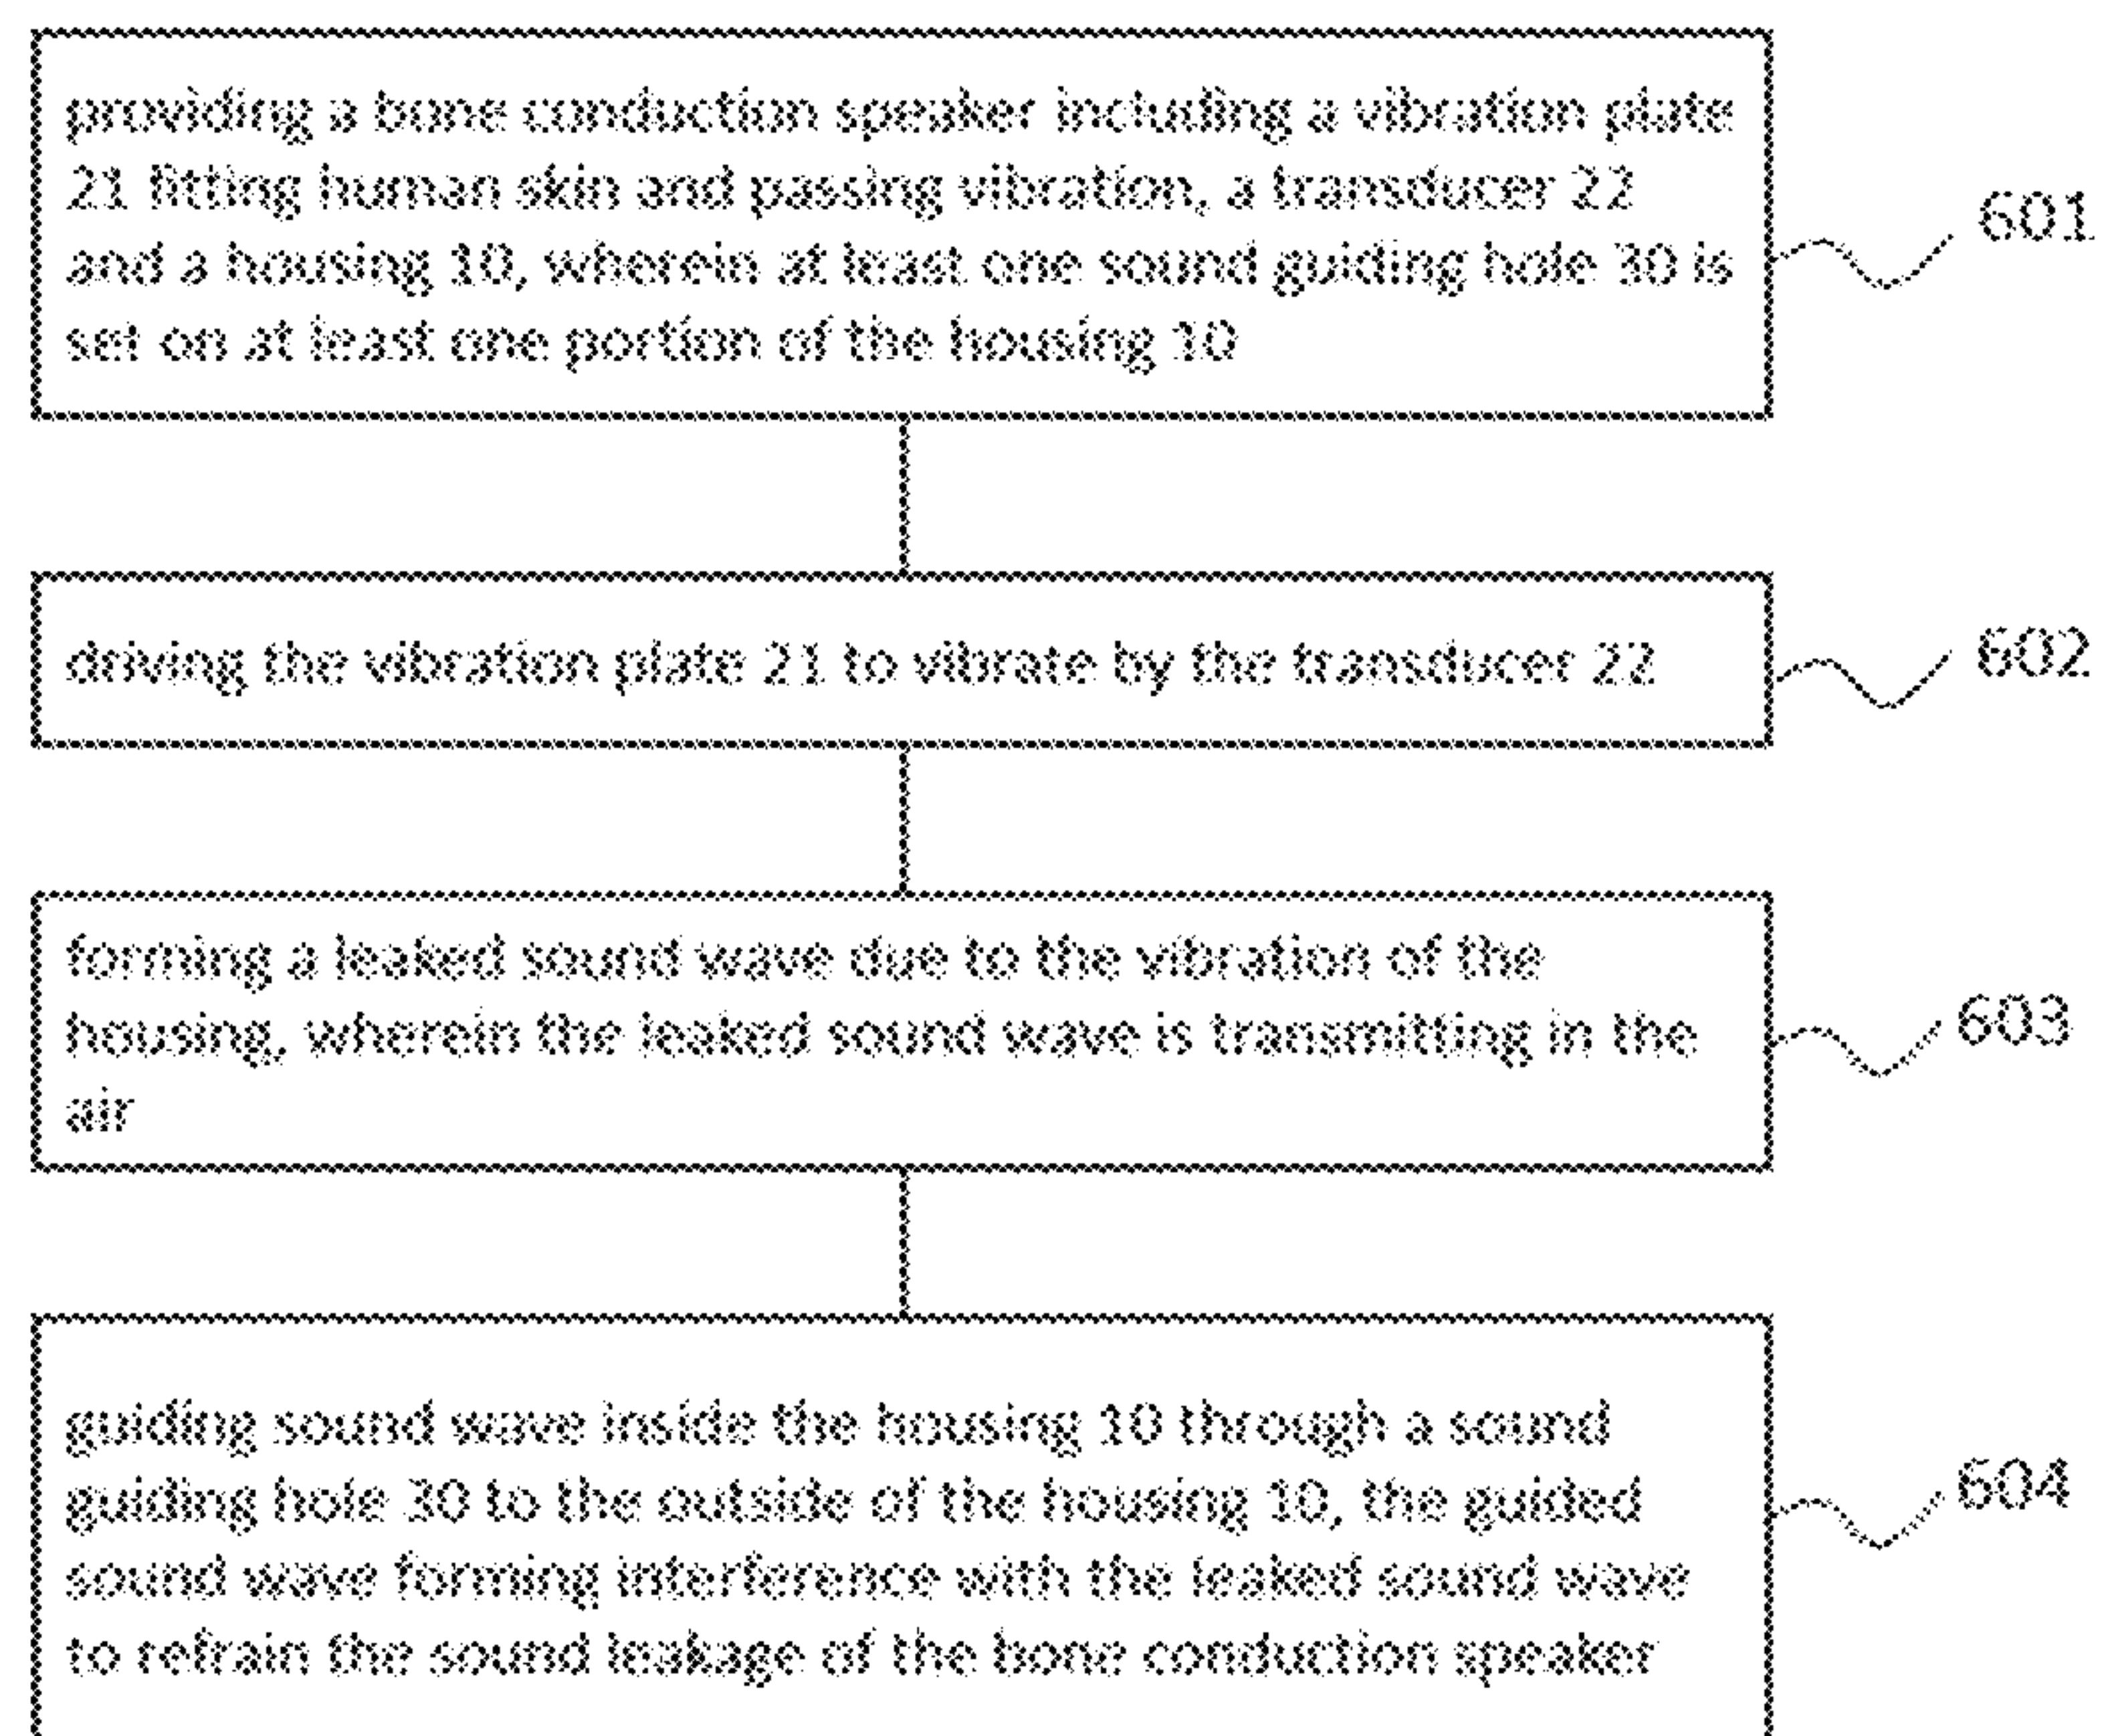 providing a bone conduction speaker including a vibration plate
21 fitting human skin and passing vibration, a transducer 22
and a housing 10, wherein at least one sound guiding hole 30 is
set on at least one portion of the housing 10
601
driving the vibration plate 21 to vibrate by the transducer 22
602
forming a leaked sound wave due to the vibration of the
housing, wherein the leaked sound wave is transmitting in the
air
603
guiding sound wave inside the housing 10 through a sound
guiding hole 30 to the outside of the housing 10, the guided
sound wave forming interference with the leaked sound wave
to refrain the sound leakage of the bone conduction speaker
604